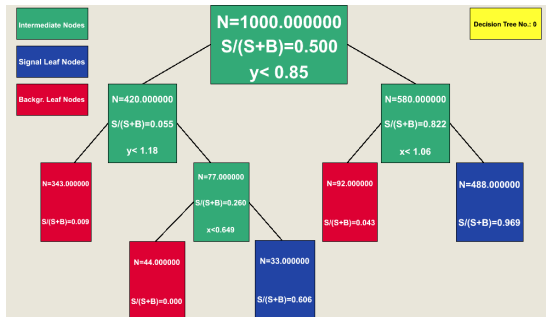 Intermediate Nodes
Signal Leaf Nodes
Backgr. Leaf Nodes
Decision Tree No.: 0
N=1000.000000
S/(S+B)=0.500
y< 0.85
N=420.000000
S/(S+B)=0.055
y< 1.18
N=580.000000
S/(S+B)=0.822
x< 1.06
N=343.000000
S/(S+B)=0.009
N=77.000000
S/(S+B)=0.260
x<0.649
N=92.000000
S/(S+B)=0.043
N=488.000000
S/(S+B)=0.969
N=44.000000
S/(S+B)=0.000
N=33.000000
S/(S+B)=0.606